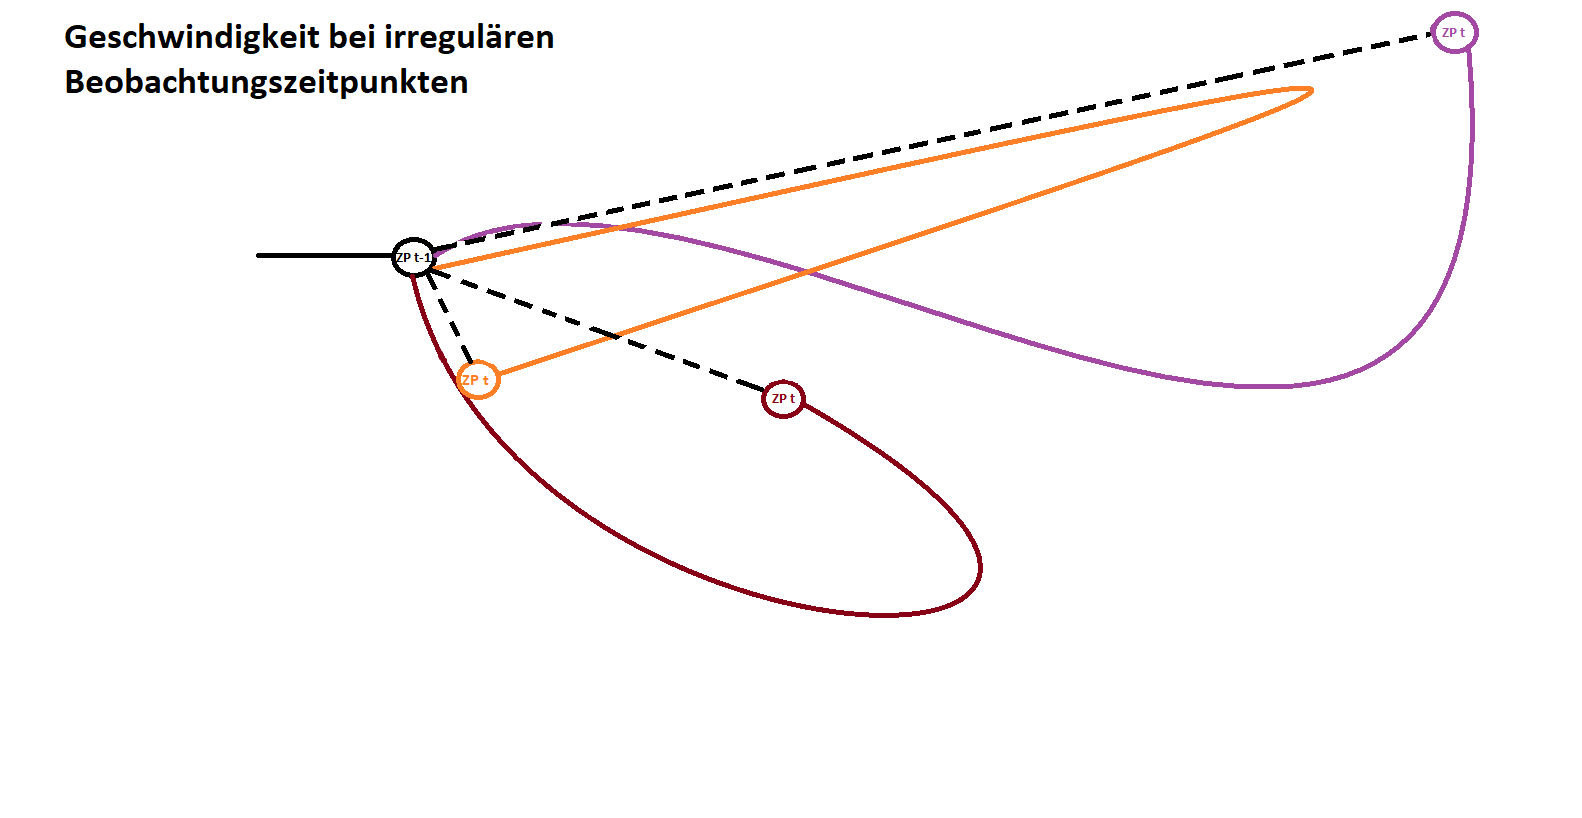 Geschwindigkeit bei irregulären
Beobachtungszeitpunkten
ZP t
ZP t-1
ZP t
ZP t